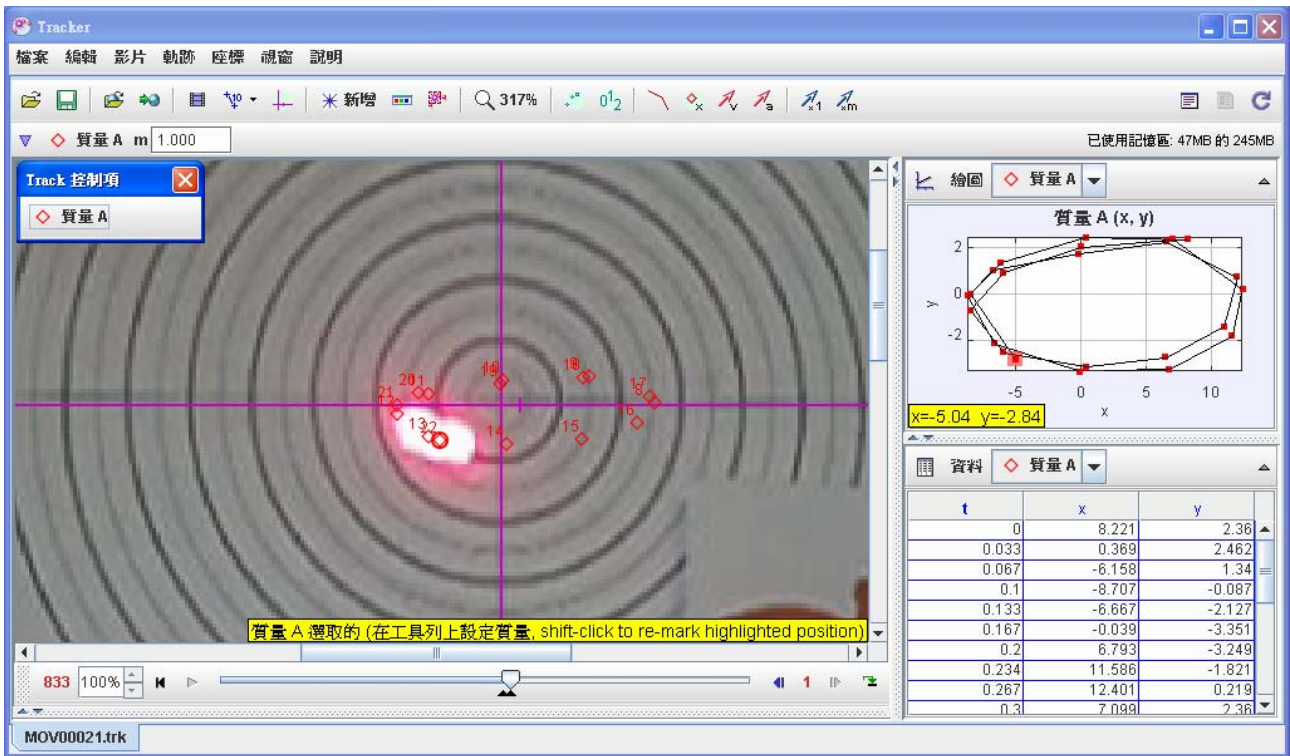 Tracker
檔案 編輯 影片 軌跡 座標 視窗 說明
新增 317%
質量 A m 1.000
已使用記憶區: 47MB 的 245MB
Track 控制項
質量 A
20
21
13
14
15
16
17
質量 A 選取的 (在工具列上設定質量, shift-click to re-mark highlighted position)
833 100% 1
MOV00021.trk
繪圖 質量 A
質量 A (x, y)
2
0
-2
y
-5 0 5 10
x
x=-5.04 y=-2.84
資料 質量 A
t x y
0 8.221 2.36
0.033 0.369 2.462
0.067 -6.158 1.34
0.1 -8.707 -0.087
0.133 -6.667 -2.127
0.167 -0.039 -3.351
0.2 6.793 -3.249
0.234 11.586 -1.821
0.267 12.401 0.219
0.3 7.099 2.36